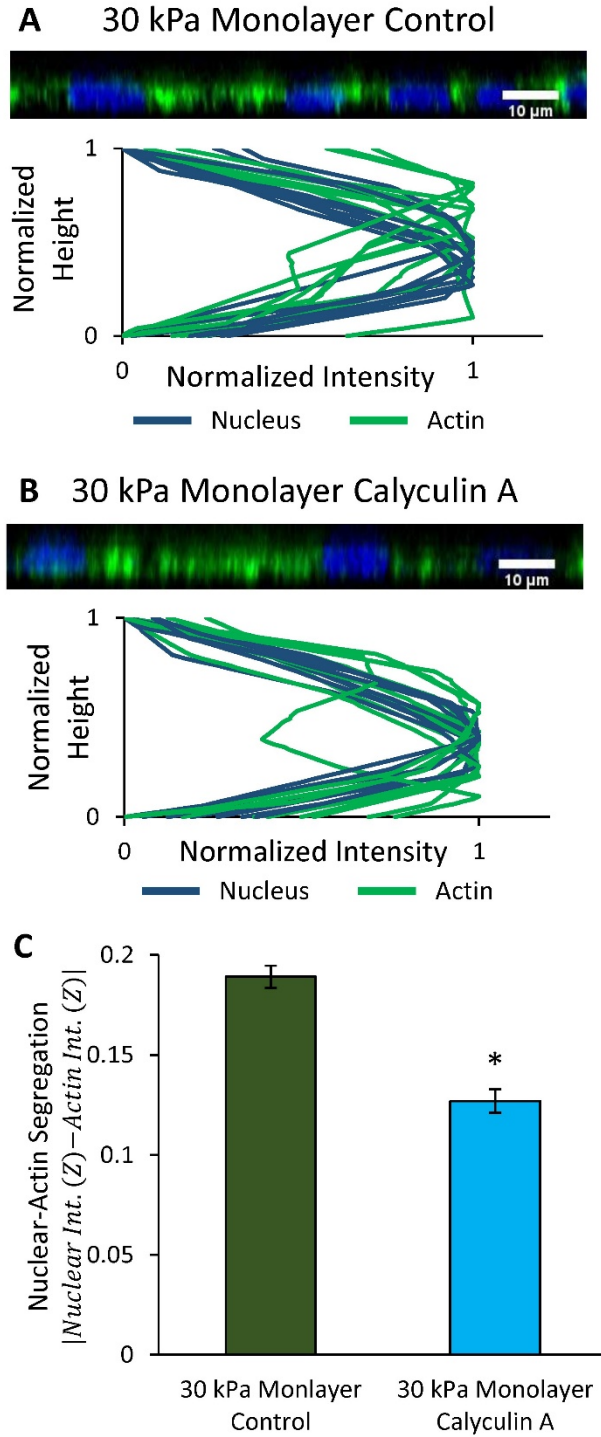 A 30 kPa Monolayer Control
10 µm
Normalized
Height
1
0
0
Normalized Intensity
1
Nucleus
Actin
B 30 kPa Monolayer Calyculin A
10 µm
Normalized
Height
1
0
0
Normalized Intensity
1
Nucleus
Actin
C
Nuclear-Actin Segregation
|Nuclear Int. (Z)−Actin Int. (Z)|
0.2
0.15
0.1
0.05
0
*
30 kPa Monlayer
Control
30 kPa Monolayer
Calyculin A